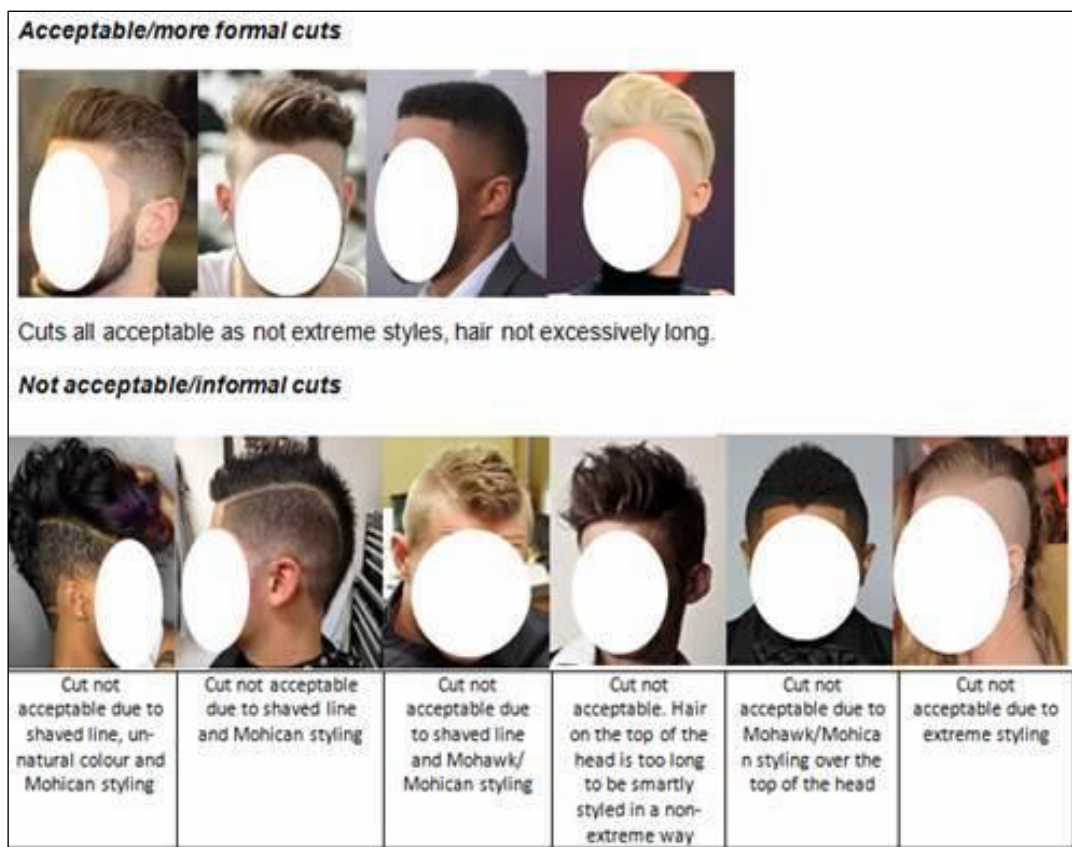 Acceptable/more formal cuts
Cuts all acceptable as not extreme styles, hair not excessively long.
Not acceptable/informal cuts
Cut not
acceptable due to
shaved line, un-
natural colour and
Mohican styling
Cut not acceptable
due to shaved line
and Mohican styling
Cut not
acceptable due
to shaved line
and Mohawk/
Mohican styling
Cut not
acceptable. Hair
on the top of the
head is too long
to be smartly
styled in a non-
extreme way
Cut not
acceptable due to
Mohawk/Mohica
n styling over the
top of the head
Cut not
acceptable due to
extreme styling